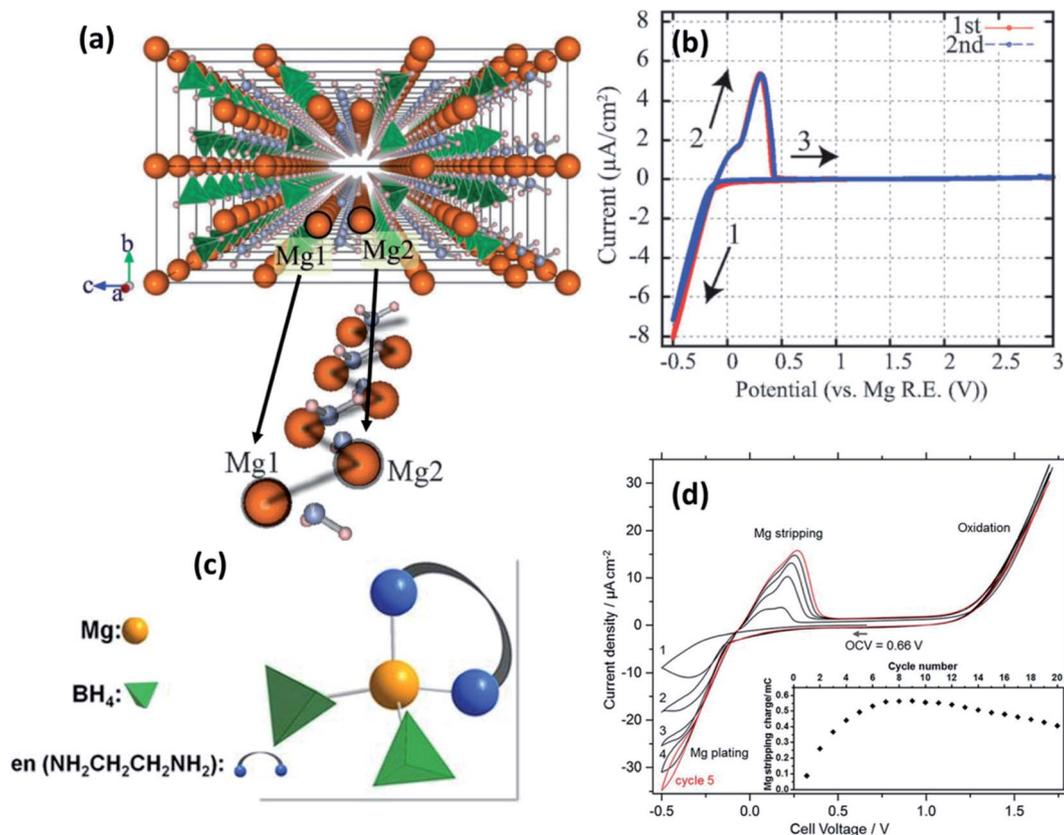 (a)
Mg1
Mg2
b
c
a
Mg1
Mg2
(b)
1st
2nd
Current (μA/cm²)
6
4
2
0
-2
-4
-6
-8
1
2
3
-0.5
0
0.5
1
1.5
2
2.5
3
Potential (vs. Mg R.E. (V))
(c)
Mg:
BH₄:
en (NH₂CH₂CH₂NH₂):
(d)
Current density / μA cm⁻²
30
20
10
0
-10
-20
-30
Mg stripping
Oxidation
OCV = 0.66 V
1
2
3
4
Mg plating
cycle 5
Cycle number
0 2 4 6 8 10 12 14 16 18 20
Mg stripping charge/mC
0.6
0.5
0.4
0.3
0.2
0.1
0.0
-0.5
0.0
0.5
1.0
1.5
Cell Voltage / V